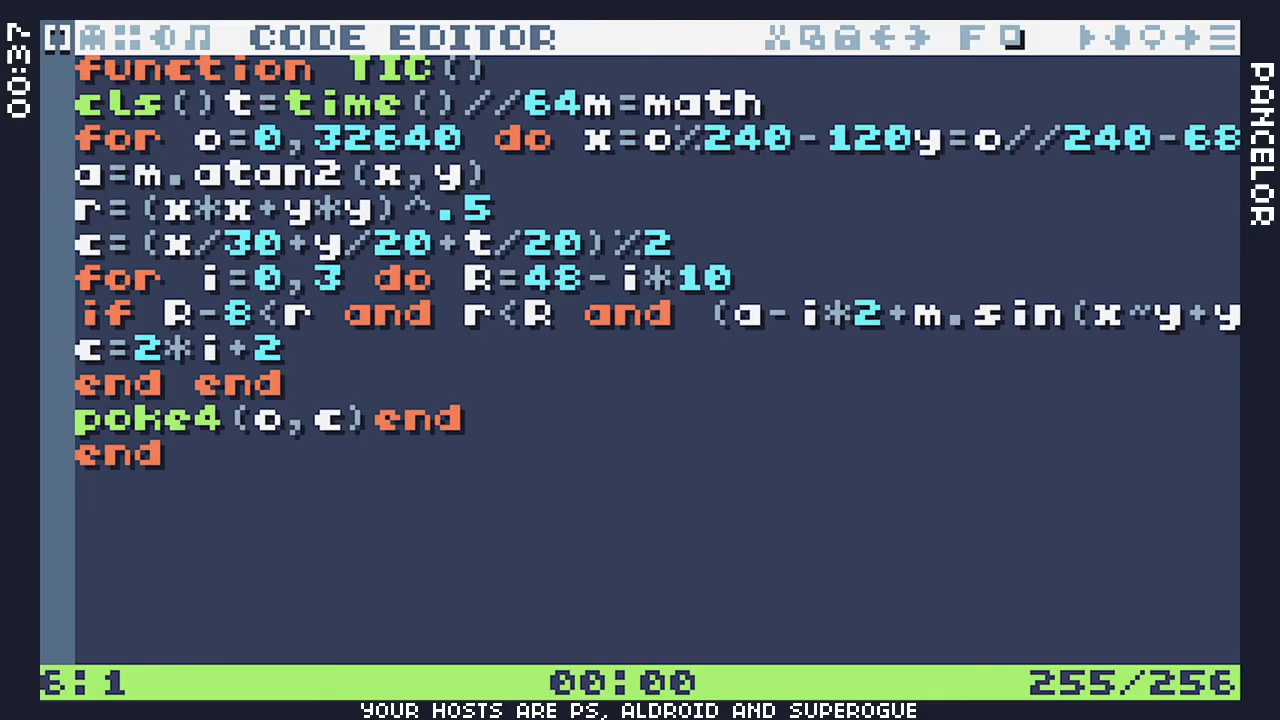 00:37
CODE EDITOR
F
function TIC()
cls()t=time()//64m=math
for o=0,32640 do x=o%240-120y=o//240-68
a=m.atan2(x,y)
r=(x*x+y*y)^.5
c=(x/30+y/20+t/20)%2
for i=0,3 do R=48-i*10
if R-8<r and r<R and (a-i*2+m.sin(x~y+y
c=2*i+2
end end
poke4(o,c)end
end
6:1 00:00 255/256
YOUR HOSTS ARE PS, ALDROID AND SUPEROGUE
PANCELOR